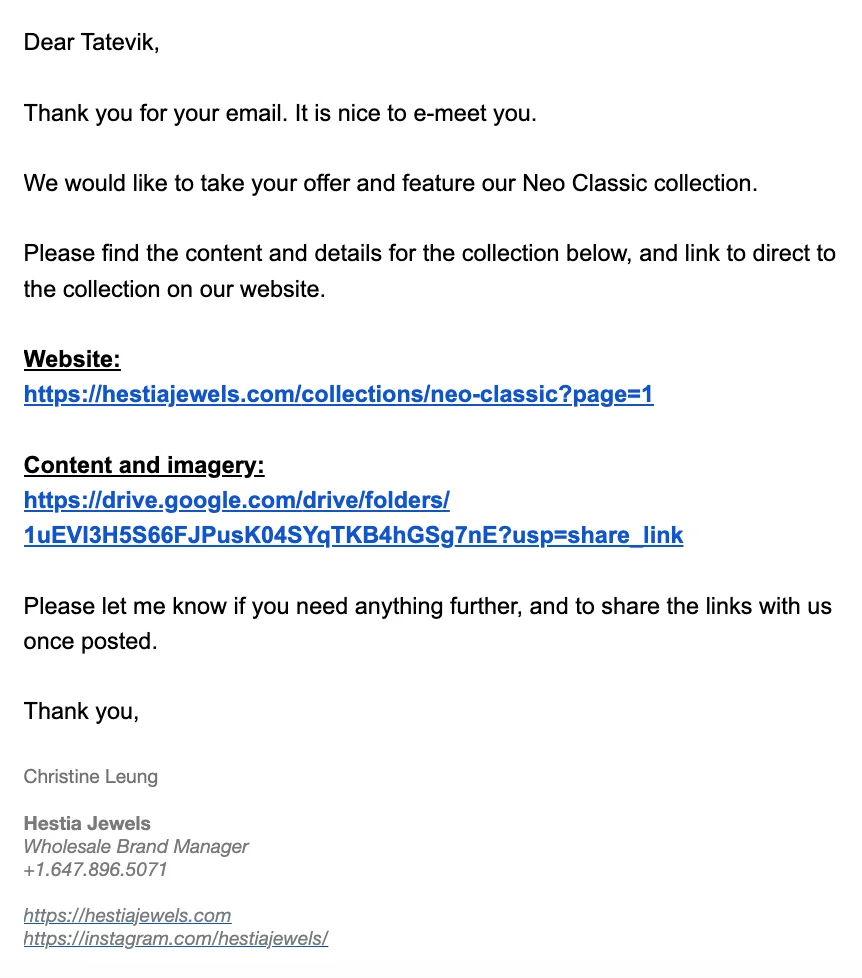 Dear Tatevik,
Thank you for your email. It is nice to e-meet you.
We would like to take your offer and feature our Neo Classic collection.
Please find the content and details for the collection below, and link to direct to
the collection on our website.
Website:
https://hestiajewels.com/collections/neo-classic?page=1
Content and imagery:
https://drive.google.com/drive/folders/
1uEVI3H5S66FJPusK04SYqTKB4hGSg7nE?usp=share_link
Please let me know if you need anything further, and to share the links with us
once posted.
Thank you,
Christine Leung
Hestia Jewels
Wholesale Brand Manager
+1.647.896.5071
https://hestiajewels.com
https://instagram.com/hestiajewels/